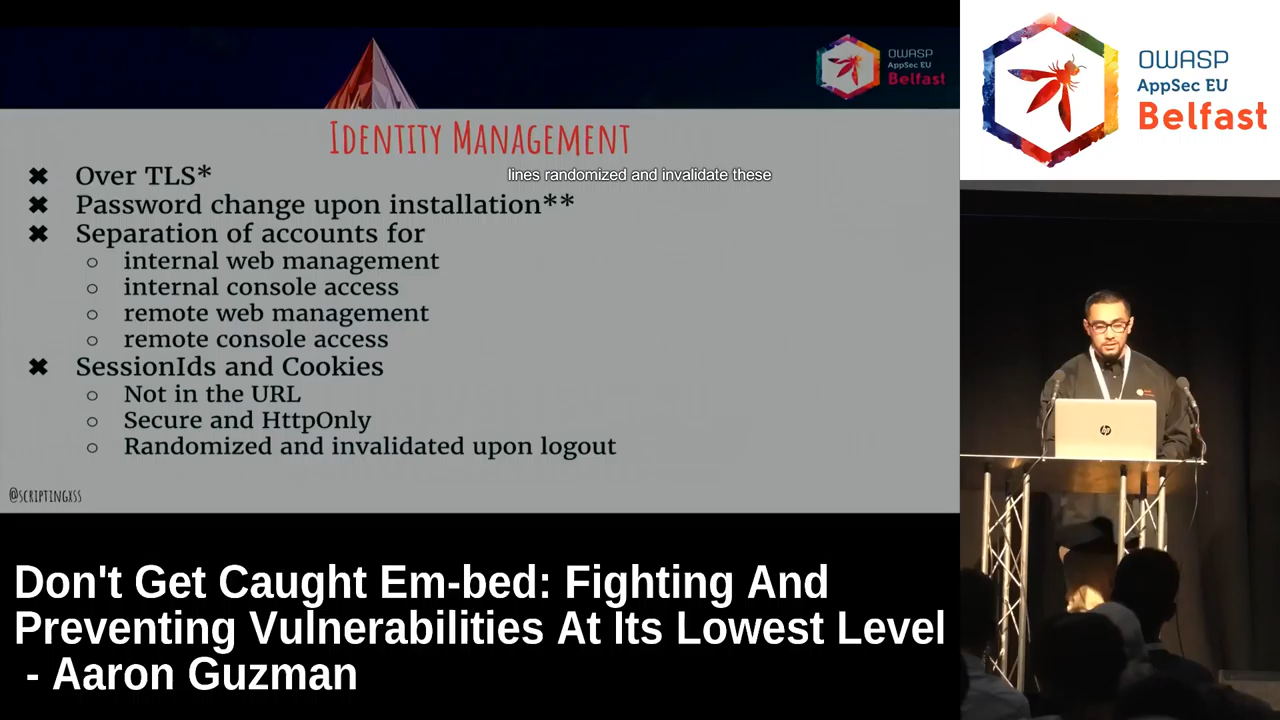 OWASP
AppSec EU
Belfast
OWASP
AppSec EU
Belfast
Identity Management
lines randomized and invalidate these
✖ Over TLS*
✖ Password change upon installation**
✖ Separation of accounts for
○ internal web management
○ internal console access
○ remote web management
○ remote console access
✖ SessionIds and Cookies
○ Not in the URL
○ Secure and HttpOnly
○ Randomized and invalidated upon logout
@scriptingxss
hp
Don't Get Caught Em-bed: Fighting And
Preventing Vulnerabilities At Its Lowest Level
- Aaron Guzman